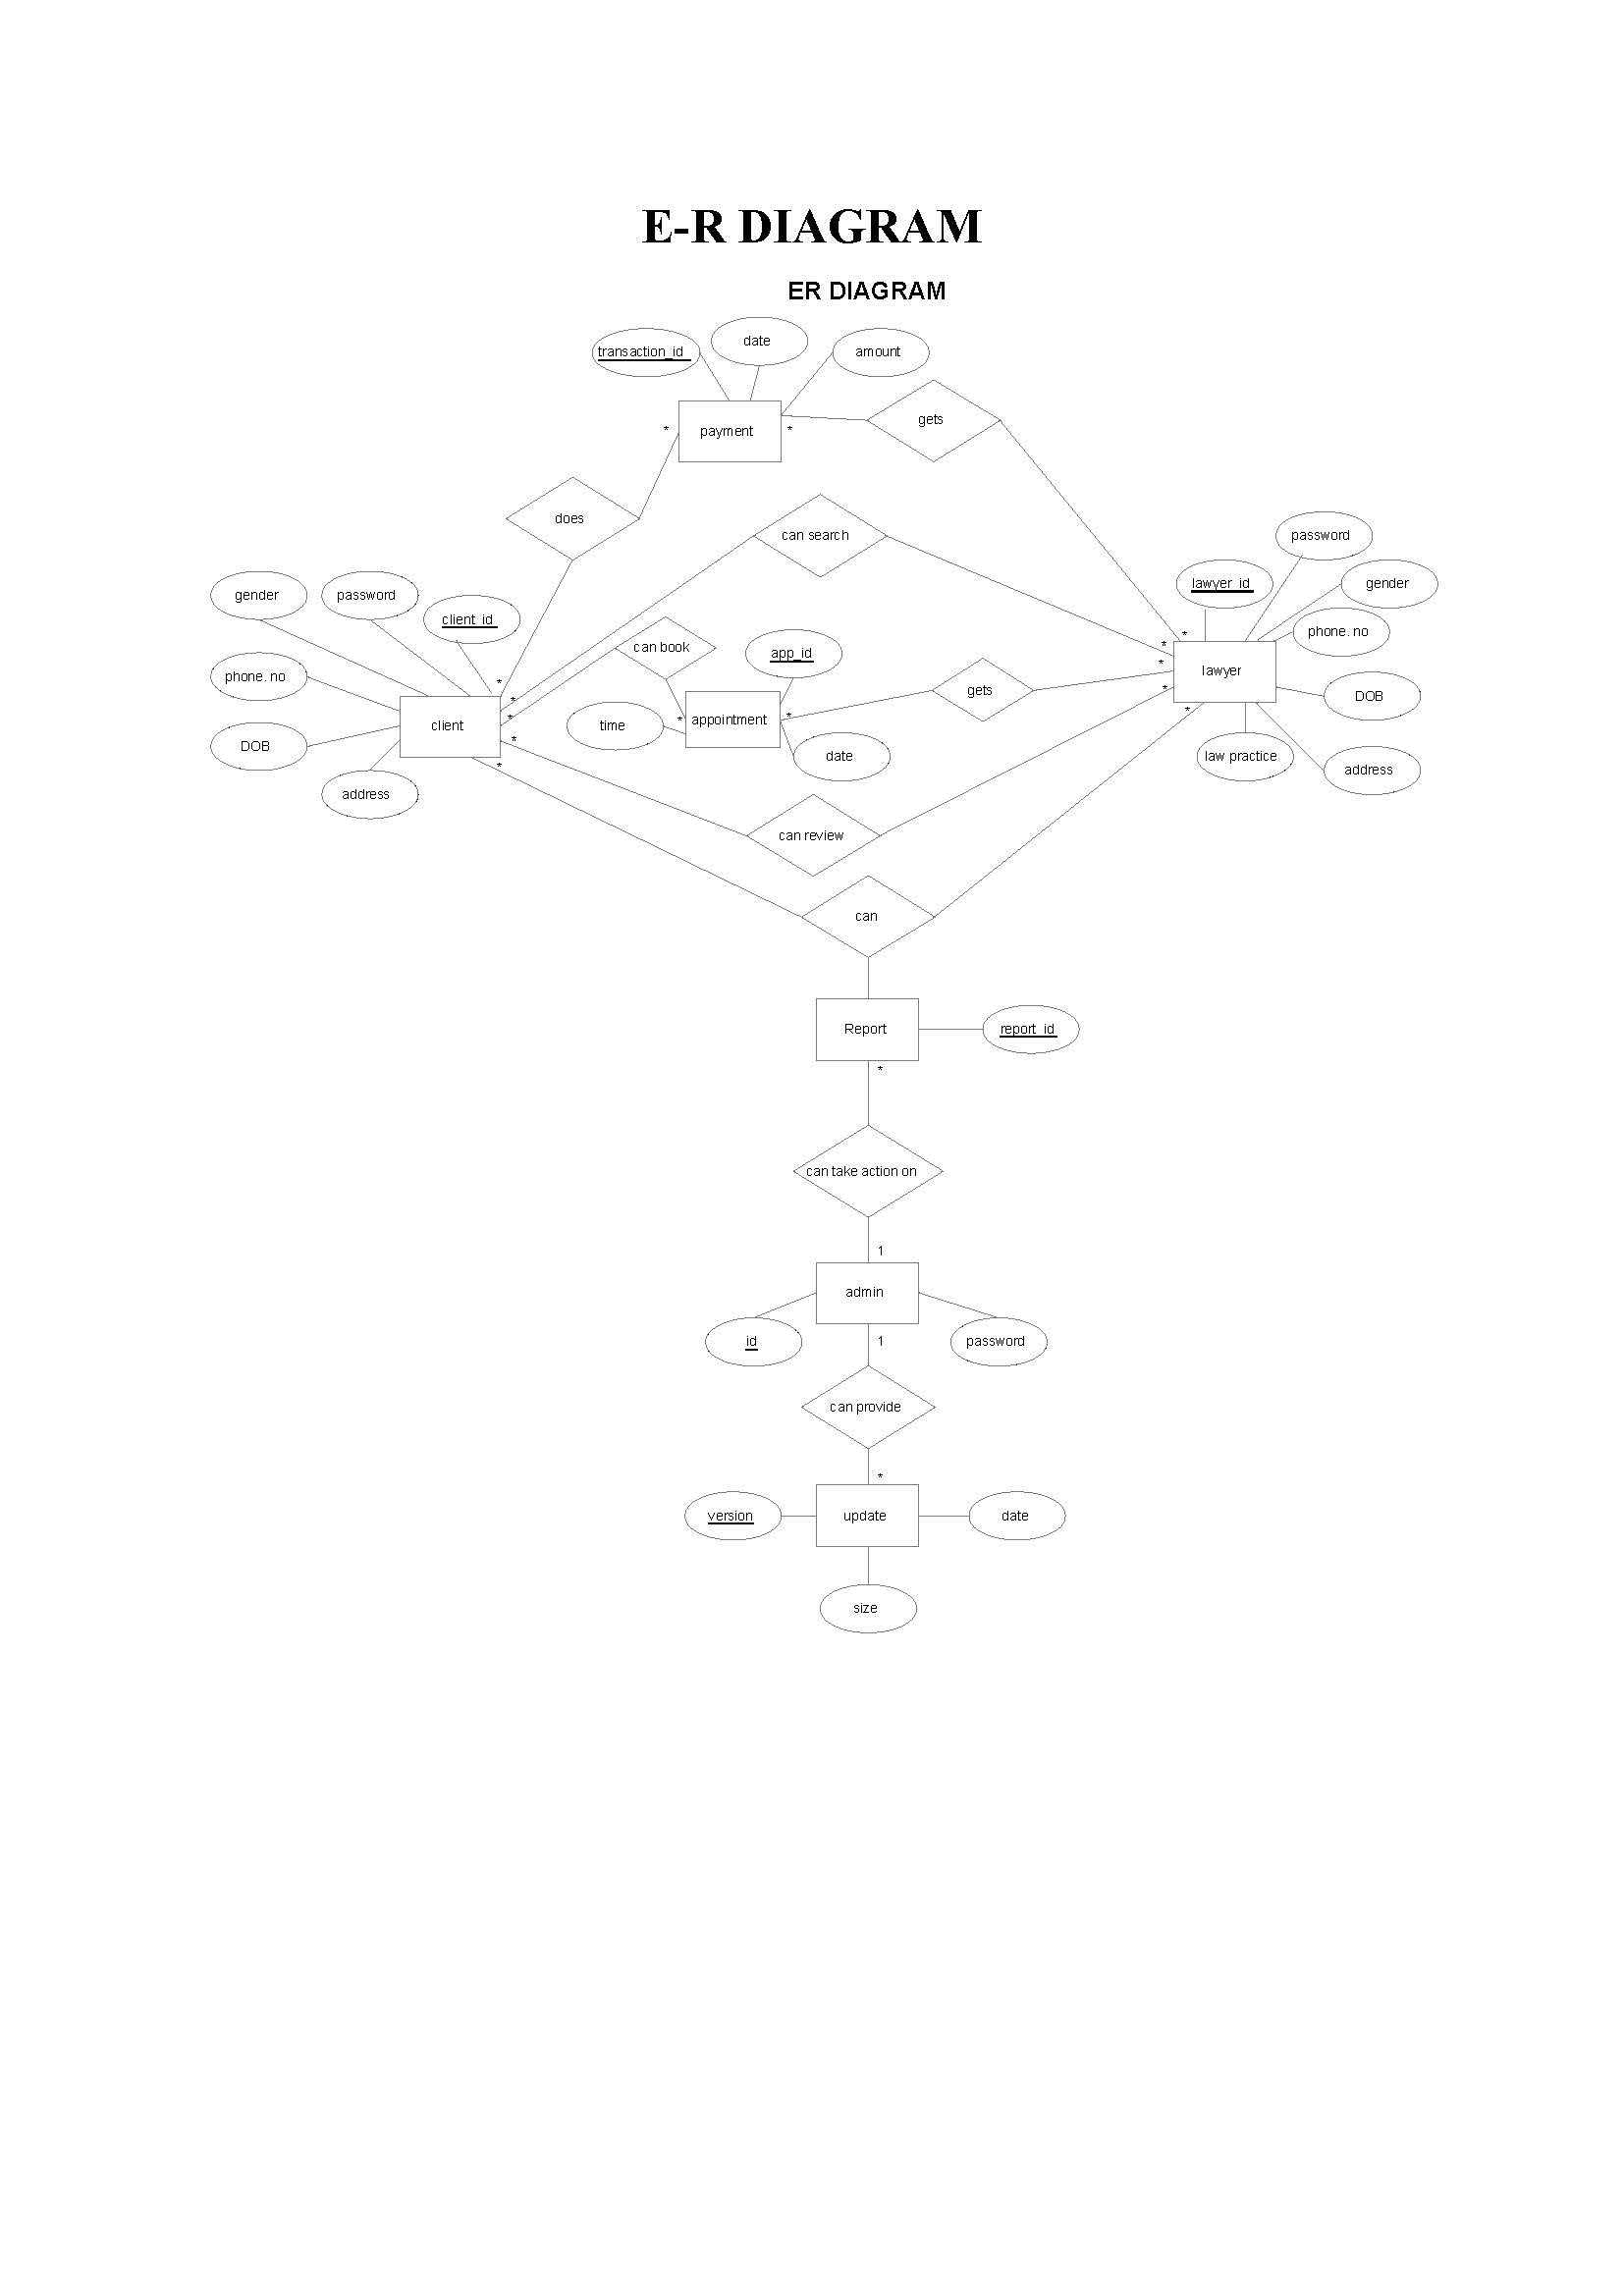 E-R DIAGRAM
ER DIAGRAM
transaction_id
date
amount
payment
*
*
gets
does
can search
gender
password
client_id
phone. no
client
DOB
address
*
*
*
*
*
can book
app_id
time
*
appointment
*
date
gets
password
lawyer_id
gender
phone. no
*
*
*
*
*
lawyer
DOB
law practice
address
can review
can
Report
report_id
*
can take action on
1
admin
id
1
password
can provide
*
version
update
date
size